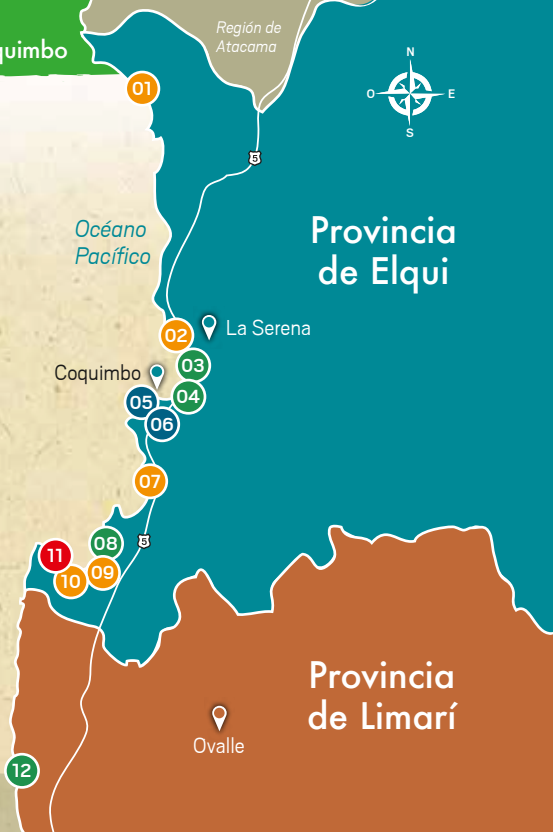 quimbo
Región de
Atacama
01
N
O
E
S
5
Océano
Pacífico
Provincia
de Elqui
02
La Serena
03
Coquimbo
04
05
06
07
5
08
11
09
10
Provincia
de Limarí
Ovalle
12